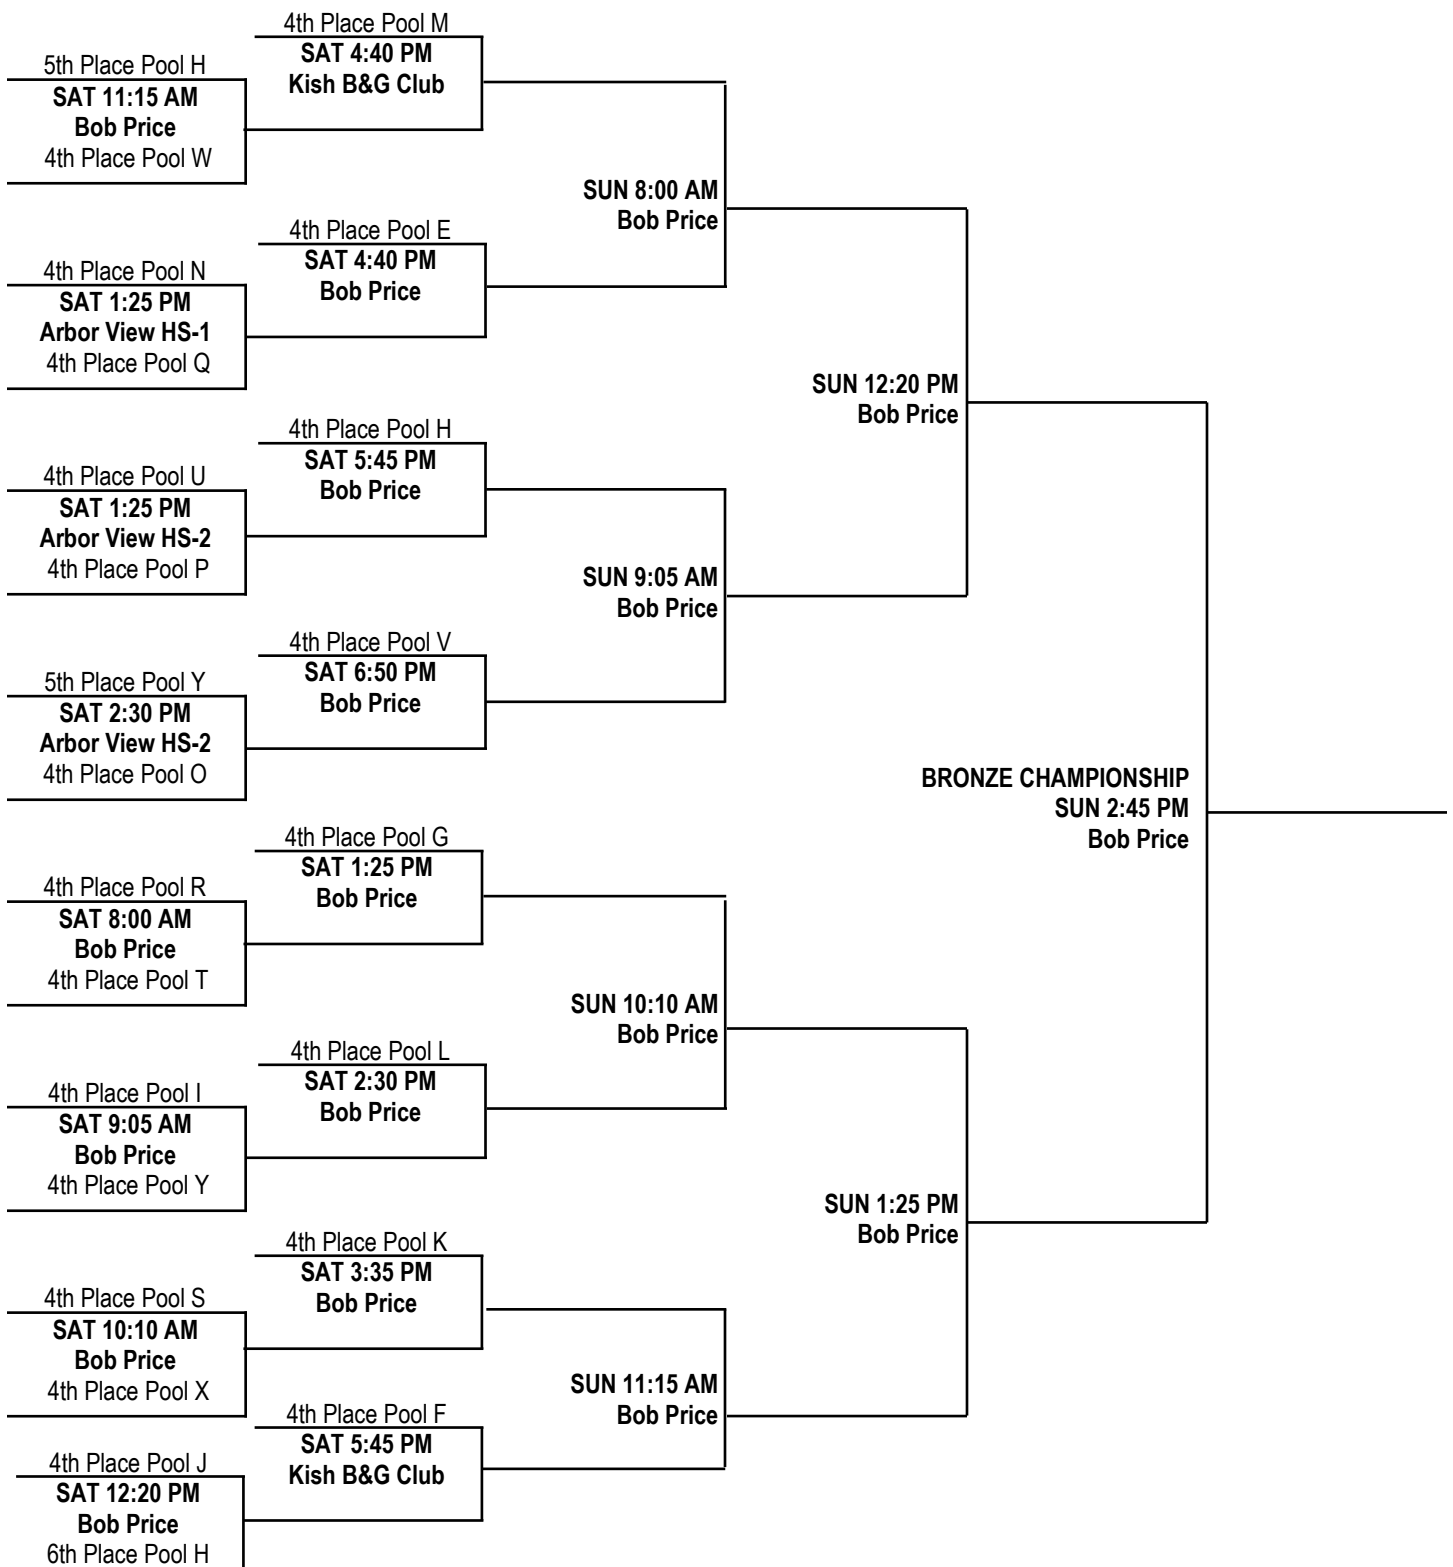 4th Place Pool M
SAT 4:40 PM
Kish B&G Club
5th Place Pool H
SAT 11:15 AM
Bob Price
4th Place Pool W
SUN 8:00 AM
Bob Price
4th Place Pool E
SAT 4:40 PM
Bob Price
4th Place Pool N
SAT 1:25 PM
Arbor View HS-1
4th Place Pool Q
SUN 12:20 PM
Bob Price
4th Place Pool H
SAT 5:45 PM
Bob Price
4th Place Pool U
SAT 1:25 PM
Arbor View HS-2
4th Place Pool P
SUN 9:05 AM
Bob Price
4th Place Pool V
SAT 6:50 PM
Bob Price
5th Place Pool Y
SAT 2:30 PM
Arbor View HS-2
4th Place Pool O
BRONZE CHAMPIONSHIP
SUN 2:45 PM
Bob Price
4th Place Pool G
SAT 1:25 PM
Bob Price
4th Place Pool R
SAT 8:00 AM
Bob Price
4th Place Pool T
SUN 10:10 AM
Bob Price
4th Place Pool L
SAT 2:30 PM
Bob Price
4th Place Pool I
SAT 9:05 AM
Bob Price
4th Place Pool Y
SUN 1:25 PM
Bob Price
4th Place Pool K
SAT 3:35 PM
Bob Price
4th Place Pool S
SAT 10:10 AM
Bob Price
4th Place Pool X
SUN 11:15 AM
Bob Price
4th Place Pool F
SAT 5:45 PM
Kish B&G Club
4th Place Pool J
SAT 12:20 PM
Bob Price
6th Place Pool H